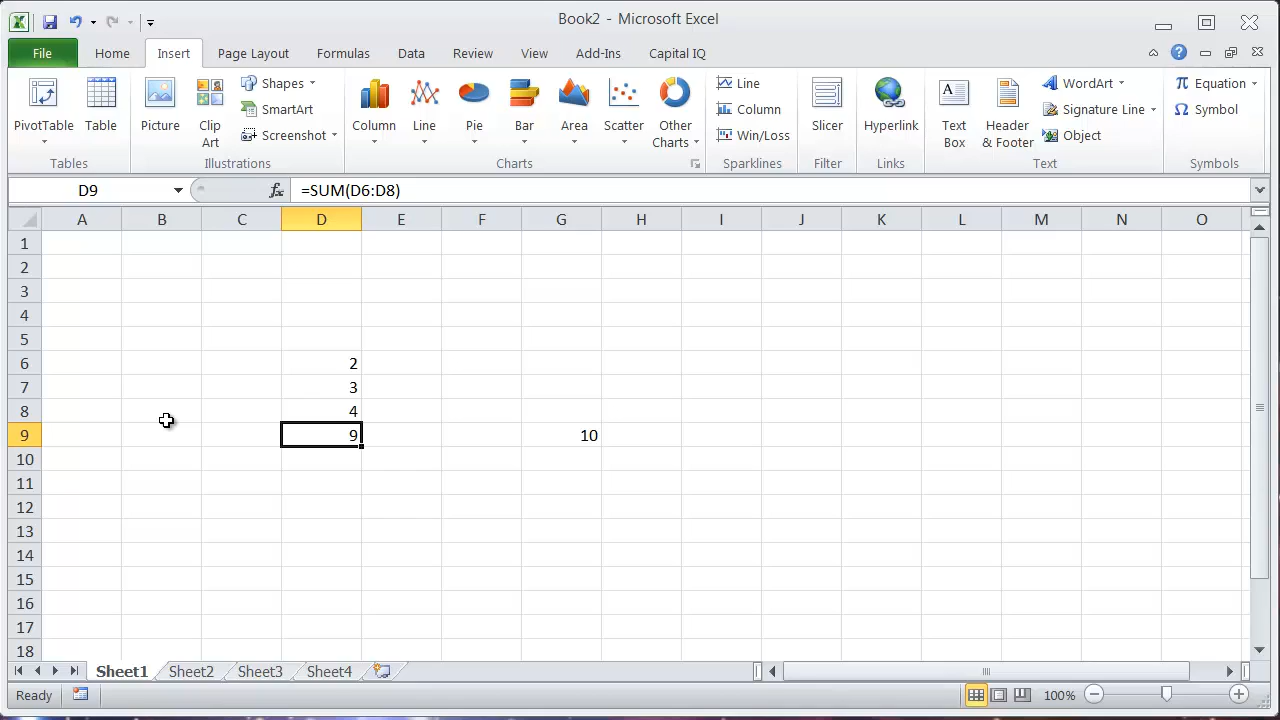 Book2 - Microsoft Excel
File Home Insert Page Layout Formulas Data Review View Add-Ins Capital IQ
PivotTable Table Picture Clip Art Shapes SmartArt Screenshot Column Line Pie Bar Area Scatter Other Charts Line Column Win/Loss Slicer Hyperlink Text Box Header & Footer WordArt Signature Line Object π Equation Ω Symbol
Tables Illustrations Charts Sparklines Filter Links Text Symbols
D9 fx =SUM(D6:D8)
A B C D E F G H I J K L M N O
1
2
3
4
5
6 2
7 3
8 4
9 9 10
10
11
12
13
14
15
16
17
18
Sheet1 Sheet2 Sheet3 Sheet4
Ready 100%